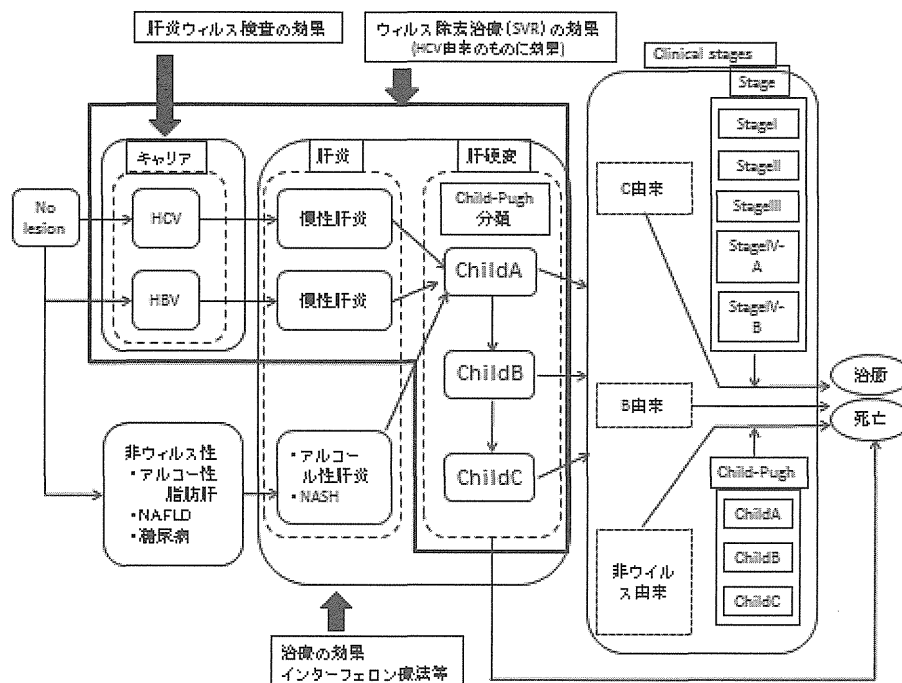 肝炎ウィルス検査の効果
ウィルス除去治療(SVR)の効果
(HCV由来のものに効果)
Clinical stages
Stage
StageI
StageII
StageIII
StageIV-
A
StageIV-
B
キャリア
肝炎
肝硬変
Child-Pugh
分類
No
lesion
HCV
慢性肝炎
ChildA
HBV
慢性肝炎
ChildB
ChildC
C由来
B由来
非ウイル
ス由来
治癒
死亡
非ウィルス性
・アルコー性
脂肪肝
・NAFLD
・糖尿病
・アルコー
ル性肝炎
・NASH
Child-Pugh
ChildA
ChildB
ChildC
治療の効果
インターフェロン療法等